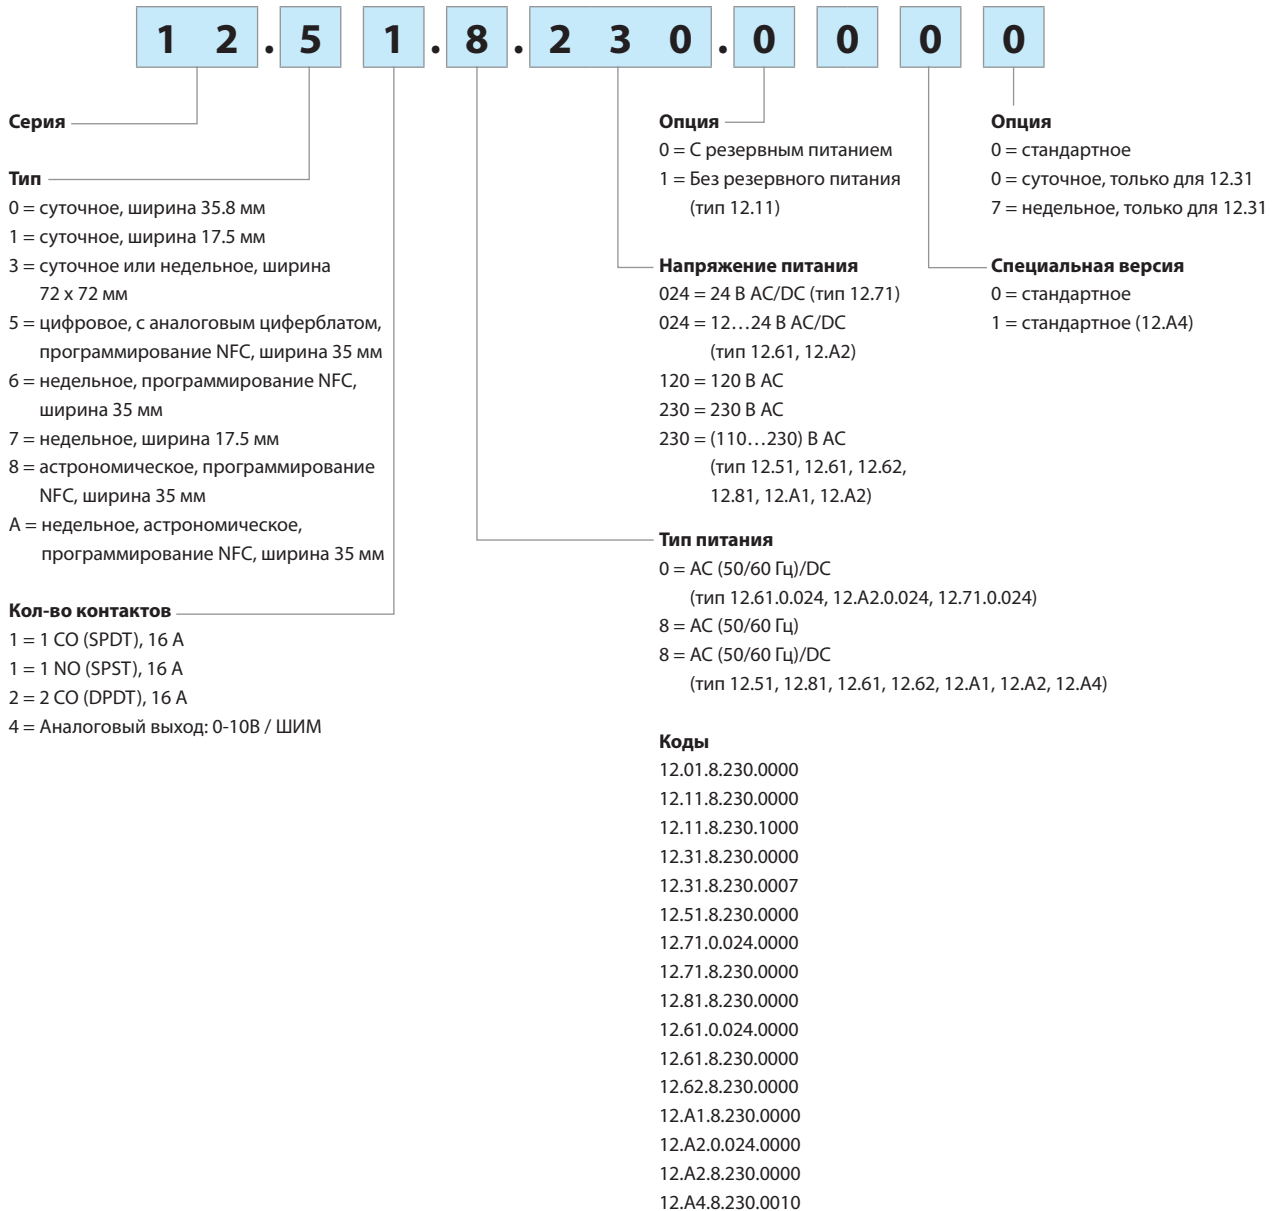 12.51.8.230.0000
Серия
Тип
0 = суточное, ширина 35.8 мм
1 = суточное, ширина 17.5 мм
3 = суточное или недельное, ширина
72 x 72 мм
5 = цифровое, с аналоговым циферблатом,
программирование NFC, ширина 35 мм
6 = недельное, программирование NFC,
ширина 35 мм
7 = недельное, ширина 17.5 мм
8 = астрономическое, программирование
NFC, ширина 35 мм
A = недельное, астрономическое,
программирование NFC, ширина 35 мм
Кол-во контактов
1 = 1 CO (SPDT), 16 A
1 = 1 NO (SPST), 16 A
2 = 2 CO (DPDT), 16 A
4 = Аналоговый выход: 0-10В / ШИМ
Опция
0 = С резервным питанием
1 = Без резервного питания
(тип 12.11)
Напряжение питания
024 = 24 В AC/DC (тип 12.71)
024 = 12…24 В AC/DC
(тип 12.61, 12.A2)
120 = 120 В AC
230 = 230 В AC
230 = (110…230) В AC
(тип 12.51, 12.61, 12.62,
12.81, 12.A1, 12.A2)
Тип питания
0 = AC (50/60 Гц)/DC
(тип 12.61.0.024, 12.A2.0.024, 12.71.0.024)
8 = AC (50/60 Гц)
8 = AC (50/60 Гц)/DC
(тип 12.51, 12.81, 12.61, 12.62, 12.A1, 12.A2, 12.A4)
Коды
12.01.8.230.0000
12.11.8.230.0000
12.11.8.230.1000
12.31.8.230.0000
12.31.8.230.0007
12.51.8.230.0000
12.71.0.024.0000
12.71.8.230.0000
12.81.8.230.0000
12.61.0.024.0000
12.61.8.230.0000
12.62.8.230.0000
12.A1.8.230.0000
12.A2.0.024.0000
12.A2.8.230.0000
12.A4.8.230.0010
Опция
0 = стандартное
0 = суточное, только для 12.31
7 = недельное, только для 12.31
Специальная версия
0 = стандартное
1 = стандартное (12.A4)